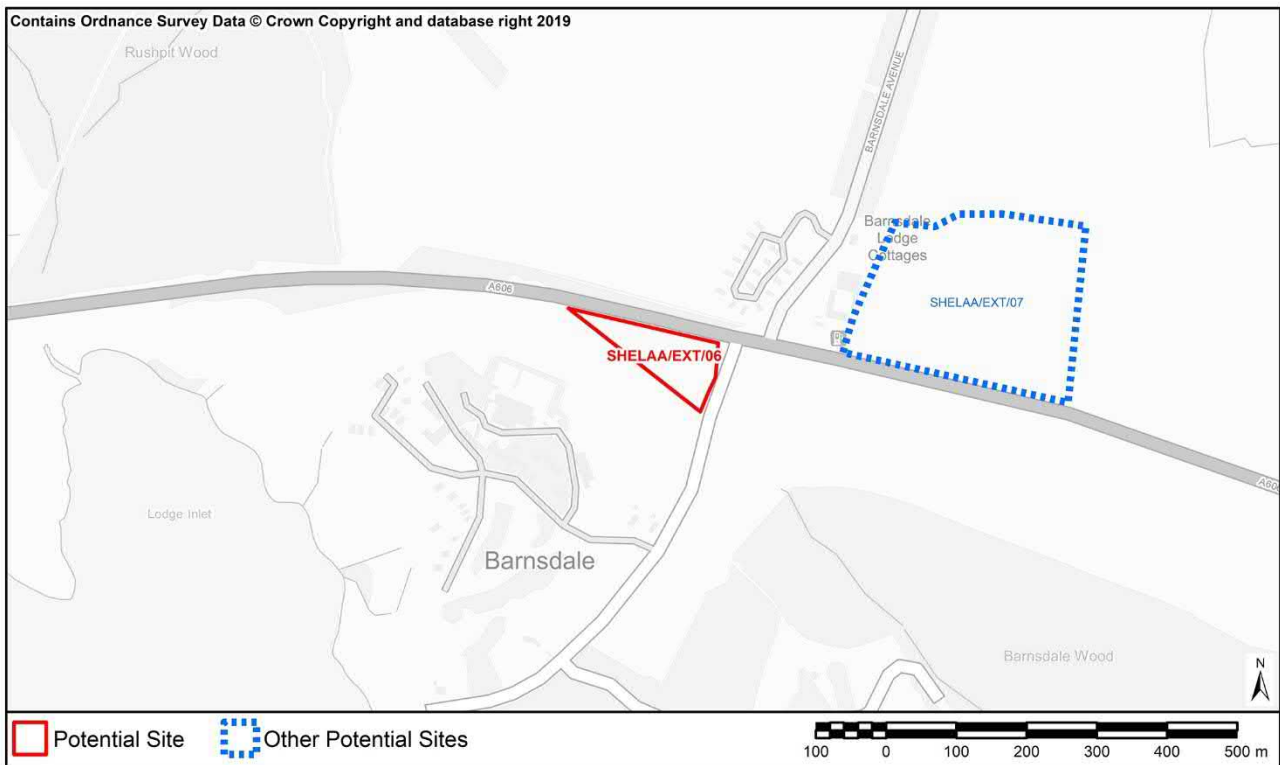 Contains Ordnance Survey Data © Crown Copyright and database right 2019
Rushpit Wood
BARNSDALE AVENUE
Barnsdale
Lodge
Cottages
A606
SHELAA/EXT/07
SHELAA/EXT/06
A606
Lodge Inlet
Barnsdale
Barnsdale Wood
N
Potential Site
Other Potential Sites
100 0 100 200 300 400 500 m